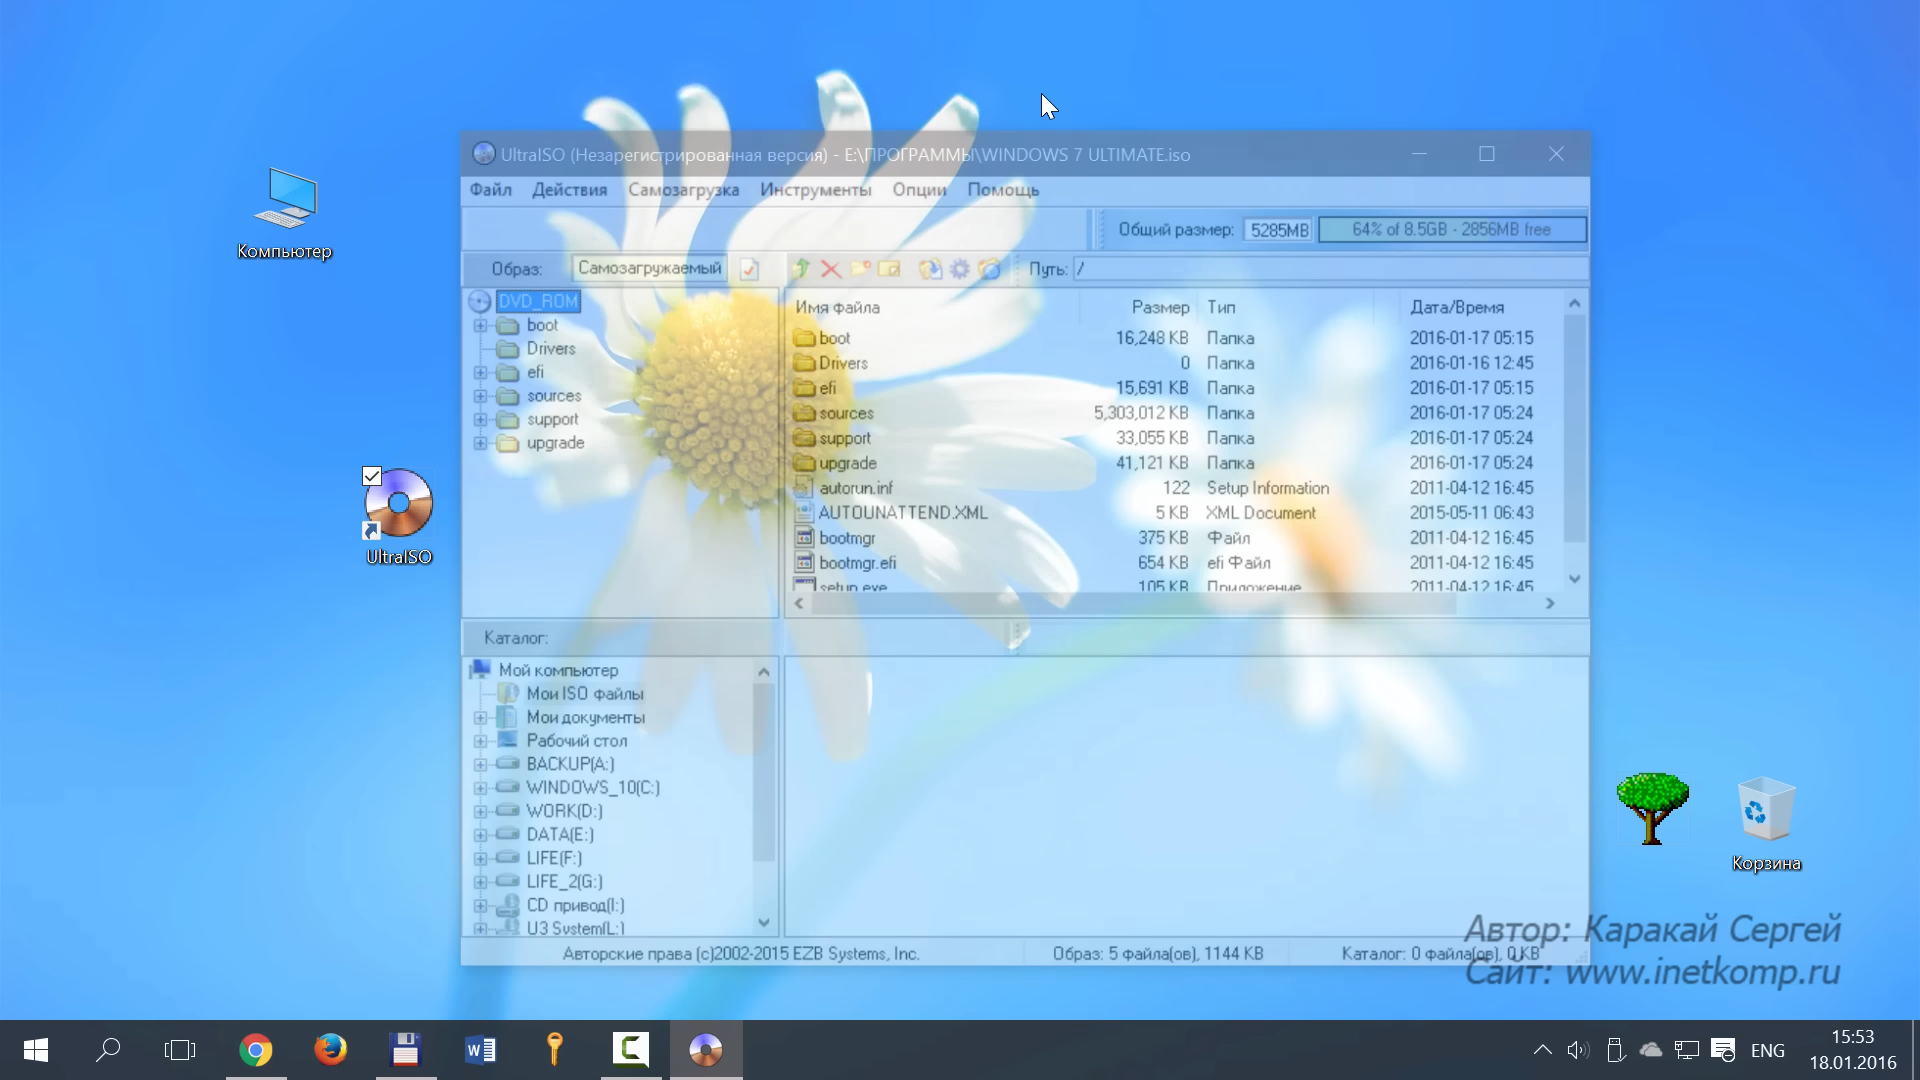 UltraISO (Незарегистрированная версия) - E:\ПРОГРАММЫ\WINDOWS 7 ULTIMATE.iso
Файл Действия Самозагрузка Инструменты Опции Помощь
Общий размер: 5285MB 64% of 8.5GB - 2856MB free
Образ: Самозагружаемый Путь: /
DVD_ROM
boot
Drivers
efi
sources
support
upgrade
Имя файла Размер Тип Дата/Время
boot 16,248 KB Папка 2016-01-17 05:15
Drivers 0 Папка 2016-01-16 12:45
efi 15,691 KB Папка 2016-01-17 05:15
sources 5,303,012 KB Папка 2016-01-17 05:24
support 33,055 KB Папка 2016-01-17 05:24
upgrade 41,121 KB Папка 2016-01-17 05:24
autorun.inf 122 Setup Information 2011-04-12 16:45
AUTOUNATTEND.XML 5 KB XML Document 2015-05-11 06:43
bootmgr 375 KB Файл 2011-04-12 16:45
bootmgr.efi 654 KB efi Файл 2011-04-12 16:45
setup.exe 105 KB Приложение 2011-04-12 16:45
Каталог:
Мой компьютер
Мои ISO файлы
Мои документы
Рабочий стол
BACKUP(A:)
WINDOWS_10(C:)
WORK(D:)
DATA(E:)
LIFE(F:)
LIFE_2(G:)
CD привод(I:)
U3 System(L:)
Авторские права (c)2002-2015 EZB Systems, Inc. Образ: 5 файла(ов), 1144 KB Каталог: 0 файла(ов), 0 KB
Компьютер
UltraISO
Корзина
Автор: Каракай Сергей
Сайт: www.inetkomp.ru
ENG
15:53
18.01.2016